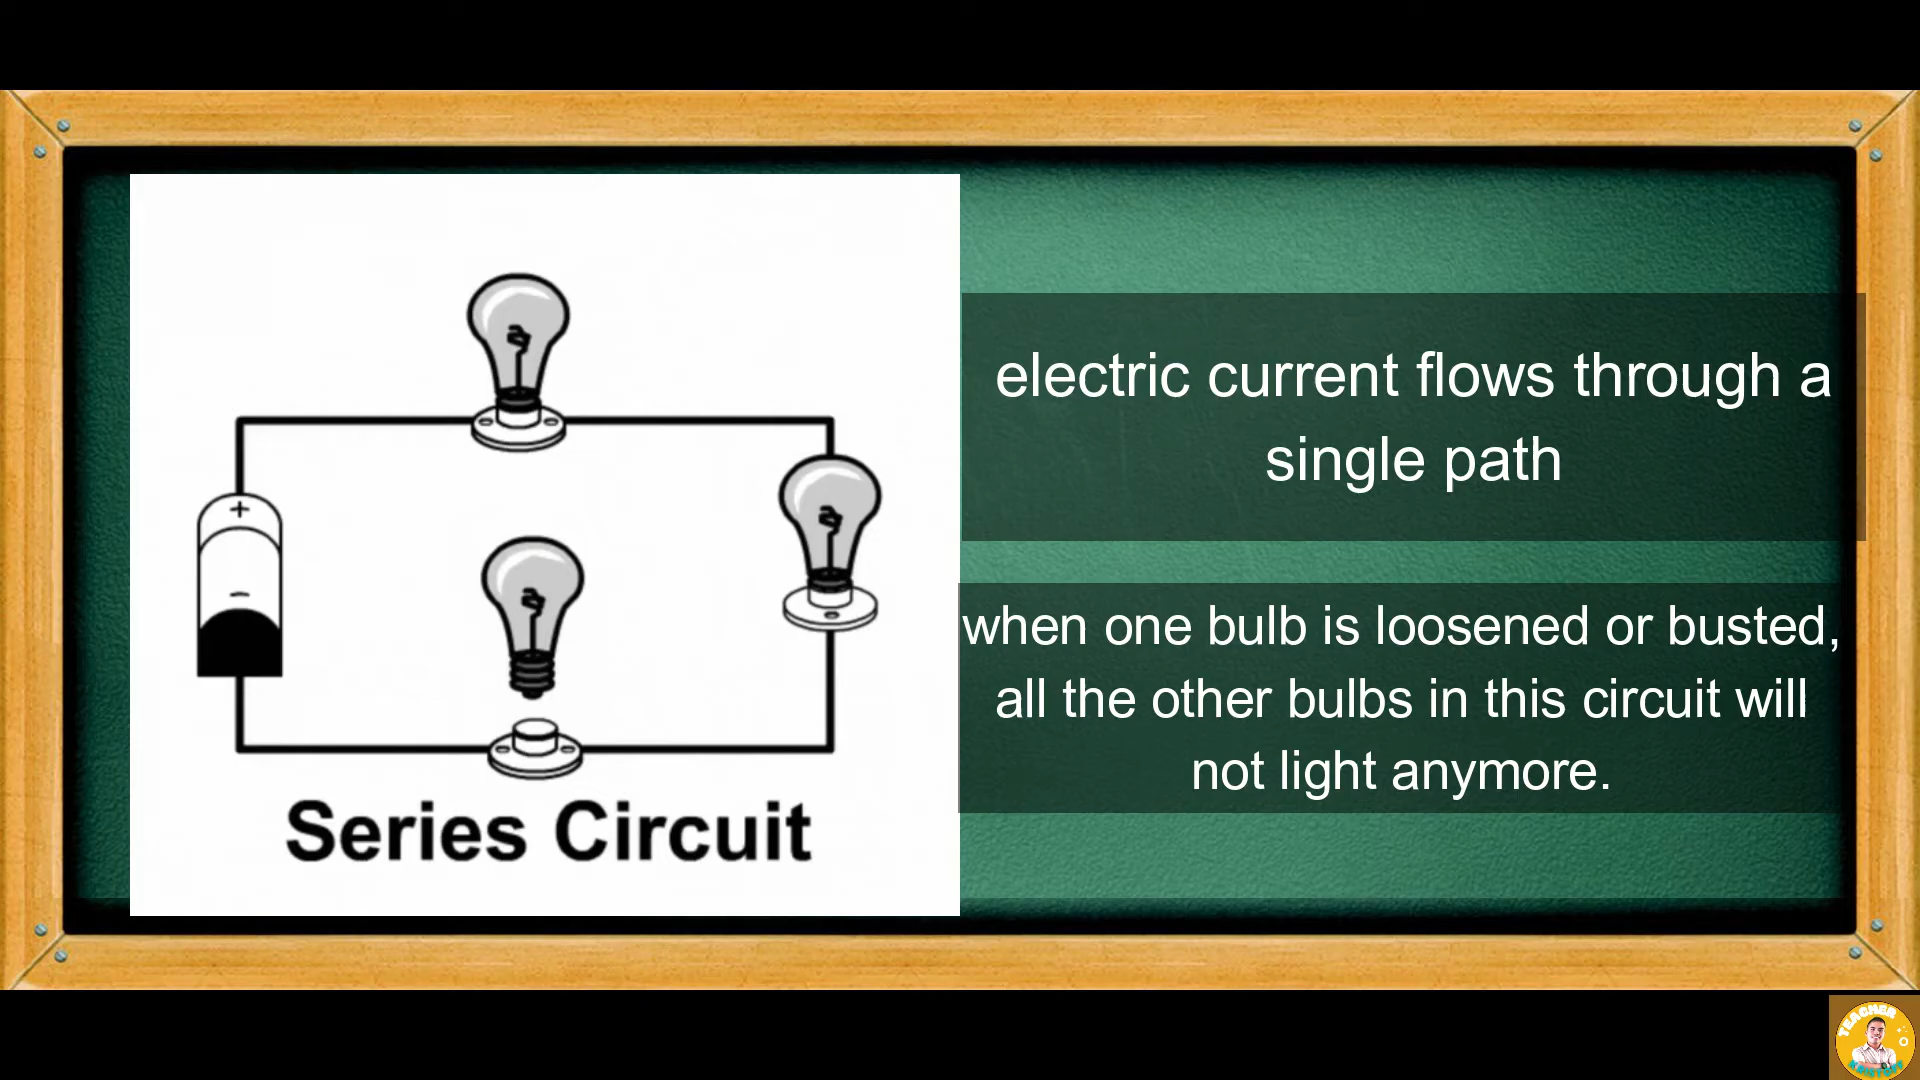 electric current flows through a
single path
+
−
when one bulb is loosened or busted,
all the other bulbs in this circuit will
not light anymore.
Series Circuit
TEACHER